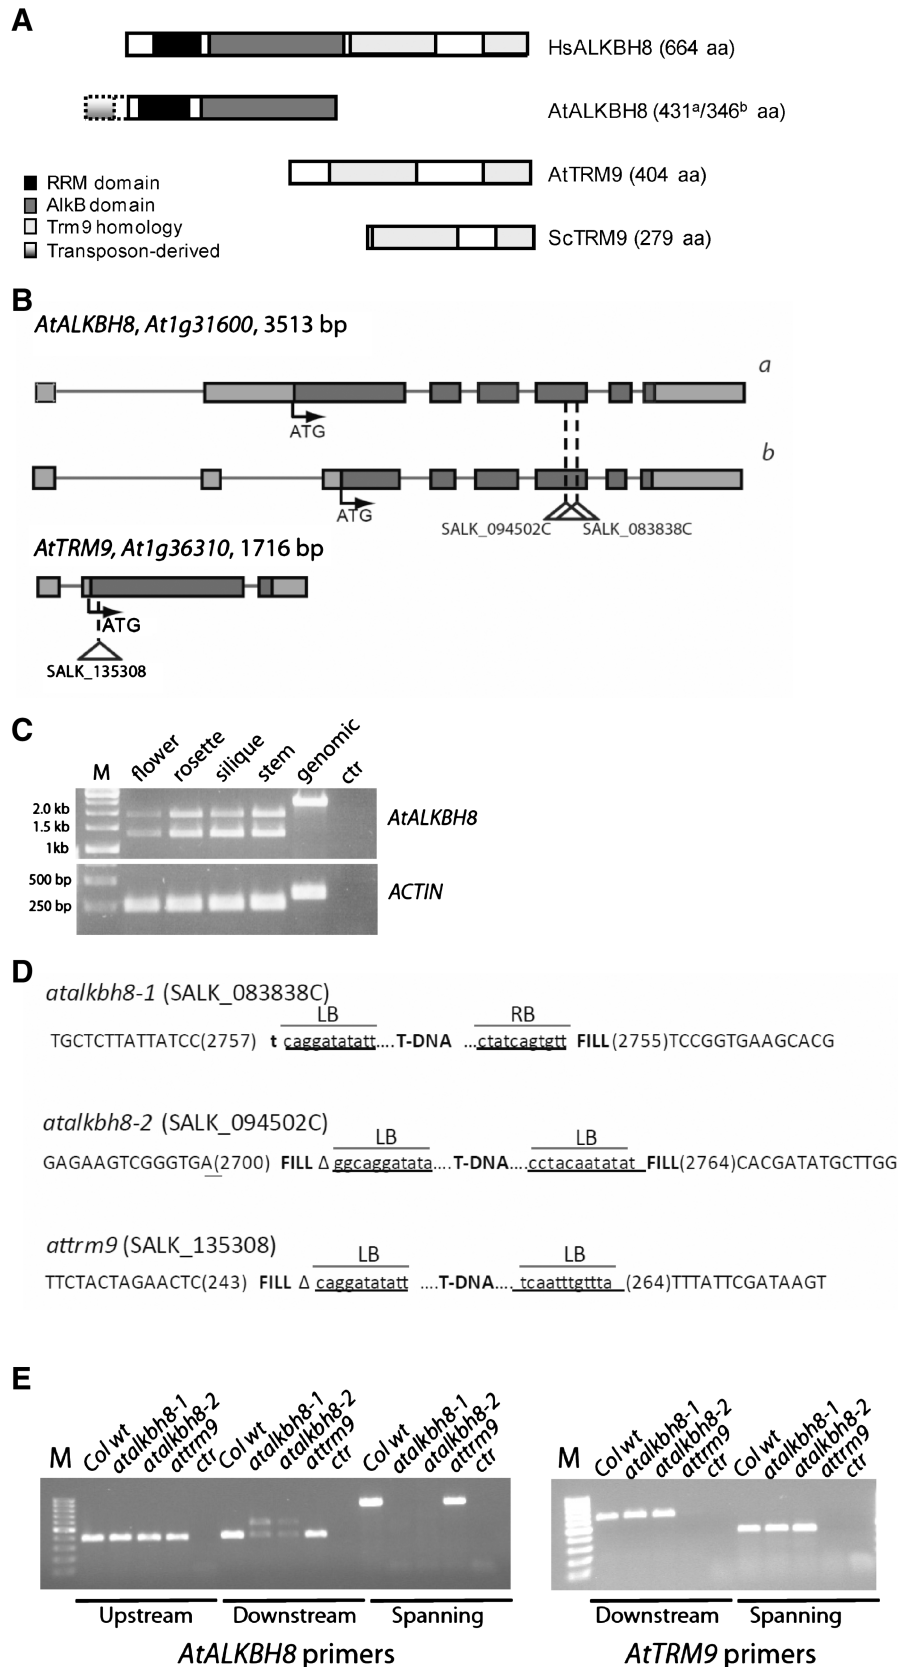 A
HsALKBH8 (664 aa)
AtALKBH8 (431ᵃ/346ᵇ aa)
AtTRM9 (404 aa)
ScTRM9 (279 aa)
RRM domain
AlkB domain
Trm9 homology
Transposon-derived
B
AtALKBH8, At1g31600, 3513 bp
a
ATG
b
ATG
SALK_094502C SALK_083838C
AtTRM9, At1g36310, 1716 bp
ATG
SALK_135308
C
M flower rosette silique stem genomic ctr
2.0 kb
1.5 kb
1kb
AtALKBH8
500 bp
250 bp
ACTIN
D
atalkbh8-1 (SALK_083838C)
LB RB
TGCTCTTATTATCC(2757) t caggatatatt....T-DNA ...ctatcagtgtt FILL(2755)TCCGGTGAAGCACG
atalkbh8-2 (SALK_094502C)
LB LB
GAGAAGTCGGGTGA(2700) FILL Δ ggcaggatata....T-DNA....cctacaatatat FILL(2764)CACGATATGCTTGG
attrm9 (SALK_135308)
LB LB
TTCTACTAGAACTC(243) FILL Δ caggatatatt ....T-DNA.... tcaatttgttta (264)TTTATTCGATAAGT
E
M Col wt atalkbh8-1 atalkbh8-2 attrm9 ctr Col wt atalkbh8-1 atalkbh8-2 attrm9 ctr Col wt atalkbh8-1 atalkbh8-2 attrm9 ctr
Upstream Downstream Spanning
AtALKBH8 primers
M Col wt atalkbh8-1 atalkbh8-2 attrm9 ctr Col wt atalkbh8-1 atalkbh8-2 attrm9 ctr
Downstream Spanning
AtTRM9 primers